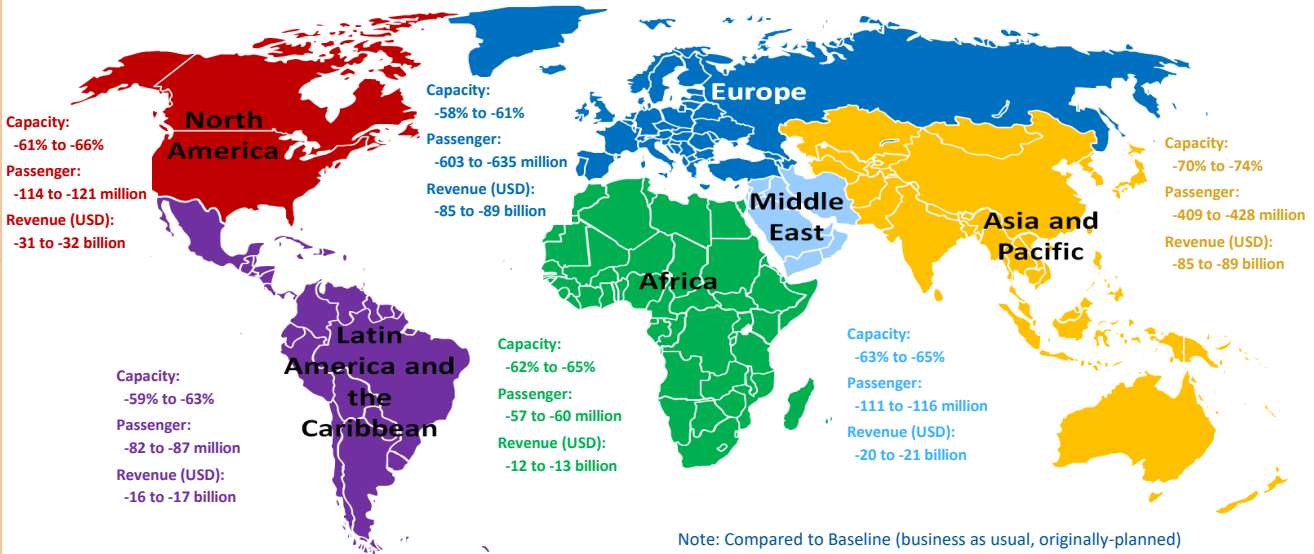 North
America
Capacity:
-61% to -66%
Passenger:
-114 to -121 million
Revenue (USD):
-31 to -32 billion
Capacity:
-58% to -61%
Passenger:
-603 to -635 million
Revenue (USD):
-85 to -89 billion
Europe
Middle
East
Asia and
Pacific
Capacity:
-70% to -74%
Passenger:
-409 to -428 million
Revenue (USD):
-85 to -89 billion
Africa
Latin
America and
the
Caribbean
Capacity:
-59% to -63%
Passenger:
-82 to -87 million
Revenue (USD):
-16 to -17 billion
Capacity:
-62% to -65%
Passenger:
-57 to -60 million
Revenue (USD):
-12 to -13 billion
Capacity:
-63% to -65%
Passenger:
-111 to -116 million
Revenue (USD):
-20 to -21 billion
Note: Compared to Baseline (business as usual, originally-planned)